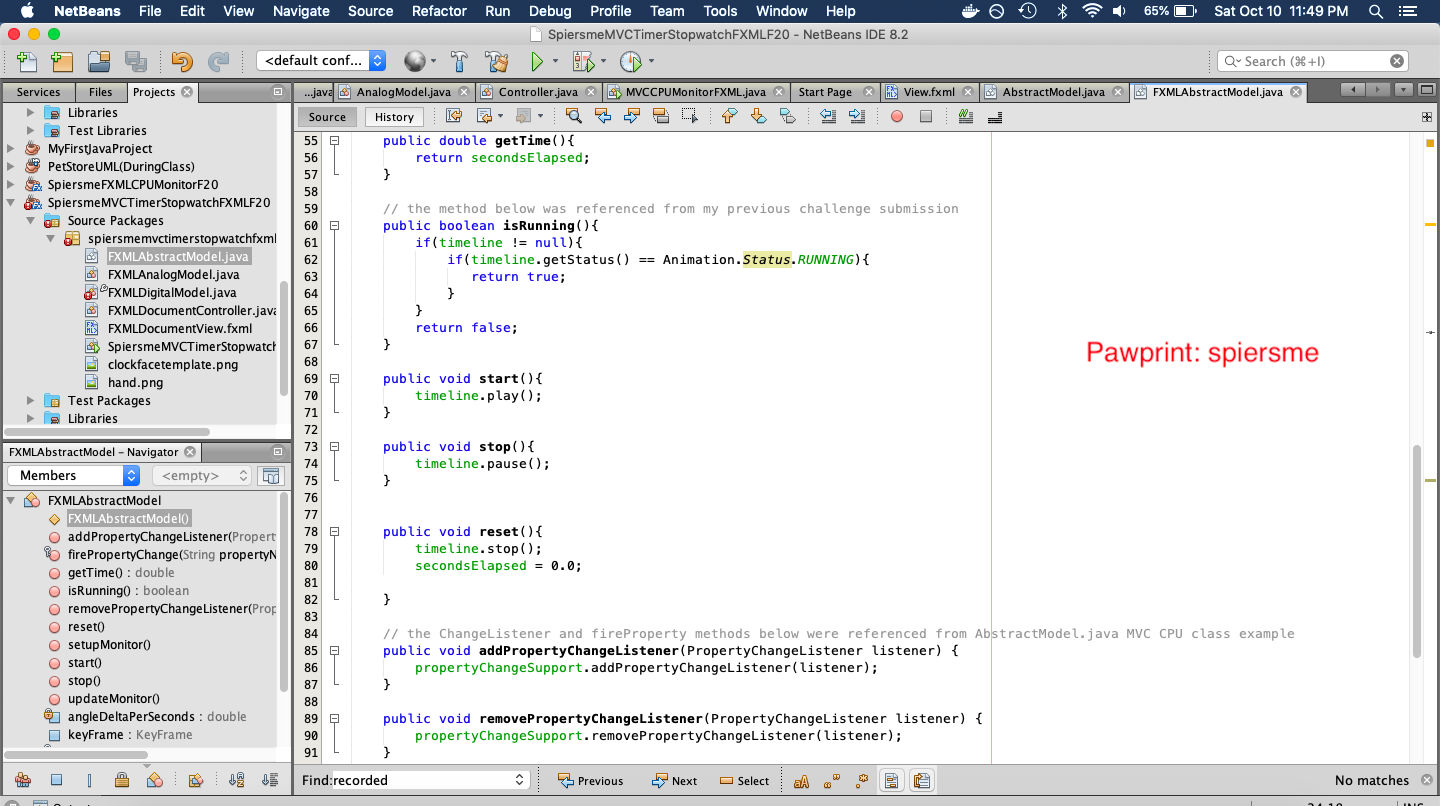 NetBeans File Edit View Navigate Source Refactor Run Debug Profile Team Tools Window Help 65% Sat Oct 10 11:49 PM
SpiersmeMVCTimerStopwatchFXMLF20 - NetBeans IDE 8.2
<default conf... Search (⌘+I)
Services Files Projects
Libraries
Test Libraries
MyFirstJavaProject
PetStoreUML(DuringClass)
SpiersmeFXMLCPUMonitorF20
SpiersmeMVCTimerStopwatchFXMLF20
Source Packages
spiersmemvctimerstopwatchfxml
FXMLAbstractModel.java
FXMLAnalogModel.java
FXMLDigitalModel.java
FXMLDocumentController.java
FXMLDocumentView.fxml
SpiersmeMVCTimerStopwatch
clockfacetemplate.png
hand.png
Test Packages
Libraries
FXMLAbstractModel - Navigator
Members <empty>
FXMLAbstractModel
FXMLAbstractModel()
addPropertyChangeListener(Propert
firePropertyChange(String propertyN
getTime() : double
isRunning() : boolean
removePropertyChangeListener(Prop
reset()
setupMonitor()
start()
stop()
updateMonitor()
angleDeltaPerSeconds : double
keyFrame : KeyFrame
...java AnalogModel.java Controller.java MVCCPUMonitorFXML.java Start Page View.fxml AbstractModel.java FXMLAbstractModel.java
Source History
55 public double getTime(){
56 return secondsElapsed;
57 }
58
59 // the method below was referenced from my previous challenge submission
60 public boolean isRunning(){
61 if(timeline != null){
62 if(timeline.getStatus() == Animation.Status.RUNNING){
63 return true;
64 }
65 }
66 return false;
67 }
68
69 public void start(){
70 timeline.play();
71 }
72
73 public void stop(){
74 timeline.pause();
75 }
76
77
78 public void reset(){
79 timeline.stop();
80 secondsElapsed = 0.0;
81
82 }
83
84 // the ChangeListener and fireProperty methods below were referenced from AbstractModel.java MVC CPU class example
85 public void addPropertyChangeListener(PropertyChangeListener listener) {
86 propertyChangeSupport.addPropertyChangeListener(listener);
87 }
88
89 public void removePropertyChangeListener(PropertyChangeListener listener) {
90 propertyChangeSupport.removePropertyChangeListener(listener);
91 }
Pawprint: spiersme
Find: recorded Previous Next Select aA No matches